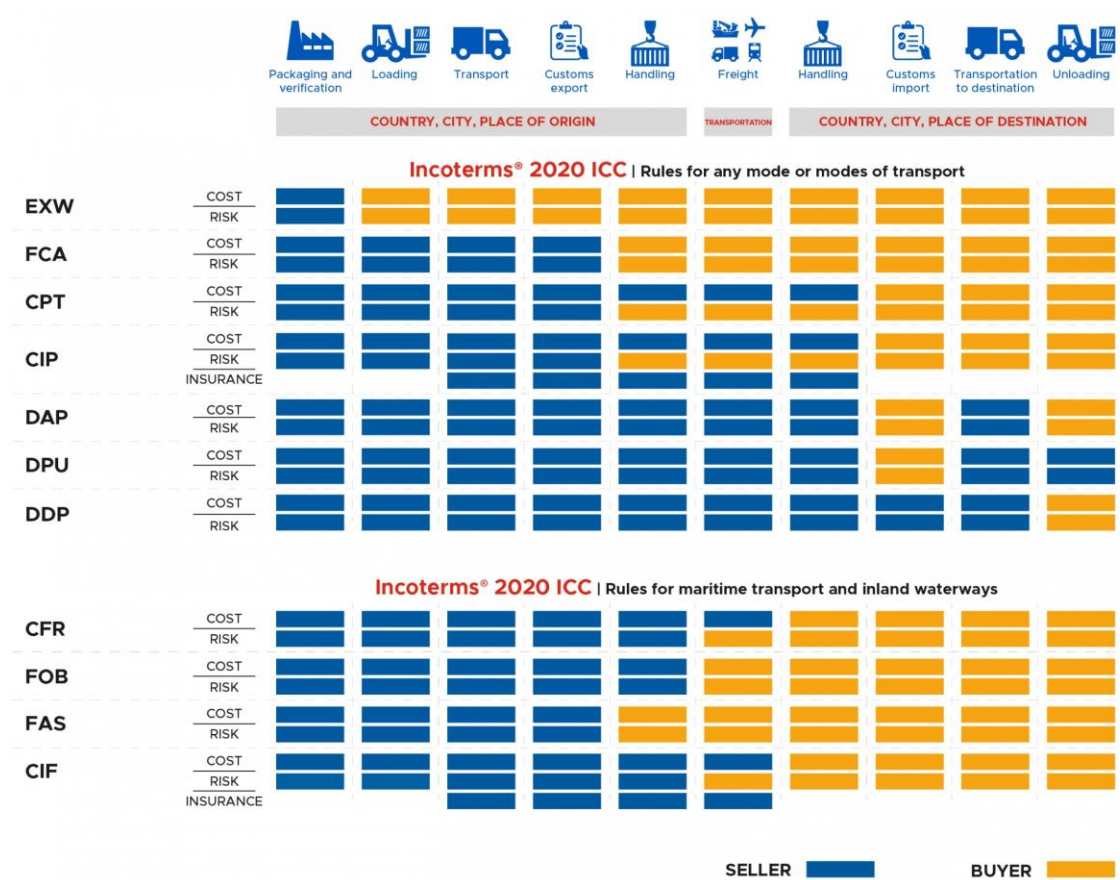 Packaging and
verification
Loading
Transport
Customs
export
Handling
Freight
Handling
Customs
import
Transportation
to destination
Unloading
COUNTRY, CITY, PLACE OF ORIGIN
TRANSPORTATION
COUNTRY, CITY, PLACE OF DESTINATION
Incoterms® 2020 ICC | Rules for any mode or modes of transport
EXW
COST
RISK
FCA
COST
RISK
CPT
COST
RISK
CIP
COST
RISK
INSURANCE
DAP
COST
RISK
DPU
COST
RISK
DDP
COST
RISK
Incoterms® 2020 ICC | Rules for maritime transport and inland waterways
CFR
COST
RISK
FOB
COST
RISK
FAS
COST
RISK
CIF
COST
RISK
INSURANCE
SELLER
BUYER